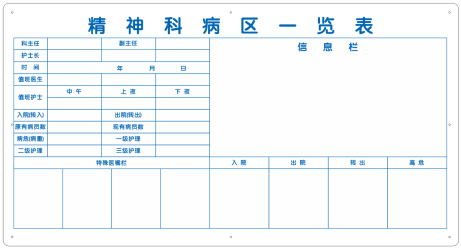 精神科病区一览表
科主任 副主任 信息栏
护士长
时 间 年 月 日
值班医生
值班护士 中午 上夜 下夜
入院(转入) 出院(转出)
原有病员数 现有病员数
病危(病重) 一级护理
二级护理 三级护理
特殊医嘱栏 入院 出院 转出 高危